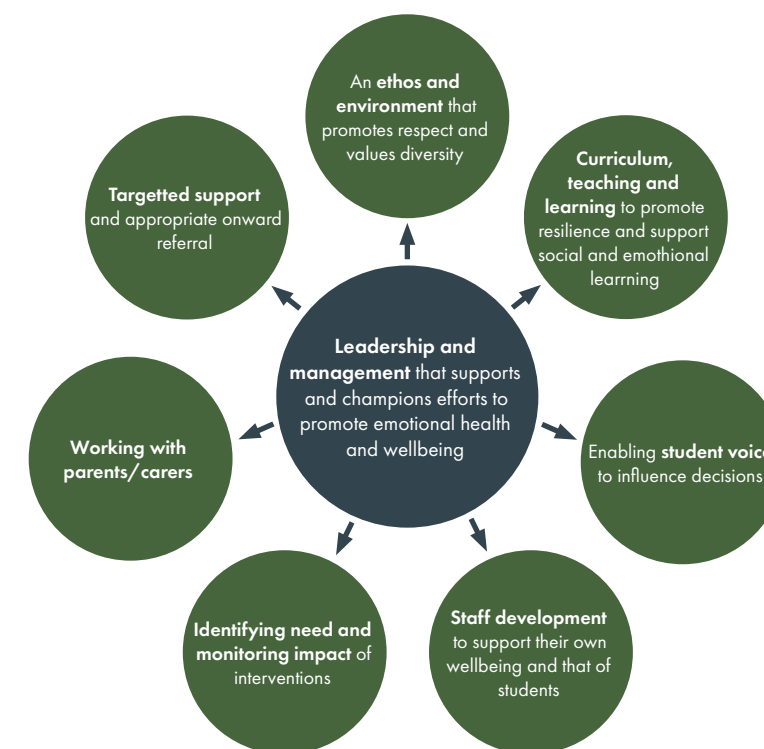 An ethos and
environment that
promotes respect and
values diversity
Curriculum,
teaching and
learning to promote
resilience and support
social and emothional
learrning
Targetted support
and appropriate onward
referral
Leadership and
management that supports
and champions efforts to
promote emotional health
and wellbeing
Enabling student voice
to influence decisions
Working with
parents/carers
Staff development
to support their own
wellbeing and that of
students
Identifying need and
monitoring impact of
interventions